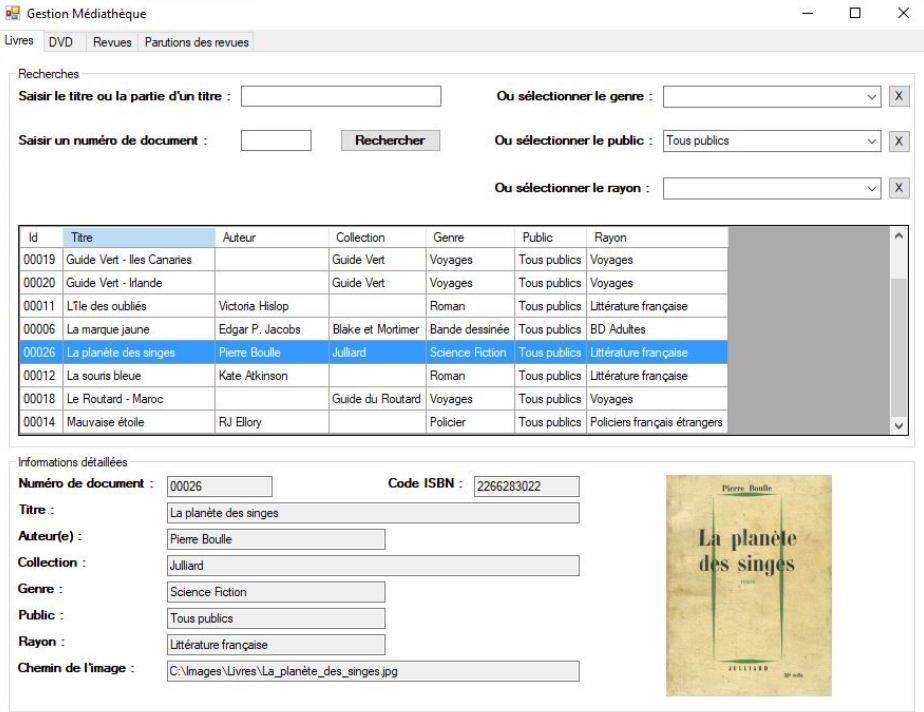 Gestion Médiathèque
Livres DVD Revues Parutions des revues
Recherches
Saisir le titre ou la partie d'un titre : Ou sélectionner le genre : X
Saisir un numéro de document : Rechercher Ou sélectionner le public : Tous publics X
Ou sélectionner le rayon : X
Id Titre Auteur Collection Genre Public Rayon
00019 Guide Vert - Iles Canaries Guide Vert Voyages Tous publics Voyages
00020 Guide Vert - Irlande Guide Vert Voyages Tous publics Voyages
00011 L'île des oubliés Victoria Hislop Roman Tous publics Littérature française
00006 La marque jaune Edgar P. Jacobs Blake et Mortimer Bande dessinée Tous publics BD Adultes
00026 La planète des singes Pierre Boulle Julliard Science Fiction Tous publics Littérature française
00012 La souris bleue Kate Atkinson Roman Tous publics Littérature française
00018 Le Routard - Maroc Guide du Routard Voyages Tous publics Voyages
00014 Mauvaise étoile RJ Ellory Policier Tous publics Policiers français étrangers
Informations détaillées
Numéro de document : 00026 Code ISBN : 2266283022
Titre : La planète des singes
Auteur(e) : Pierre Boulle
Collection : Julliard
Genre : Science Fiction
Public : Tous publics
Rayon : Littérature française
Chemin de l'image : C:\Images\Livres\La_planète_des_singes.jpg
Pierre Boulle
La planète
des singes
roman
JULLIARD